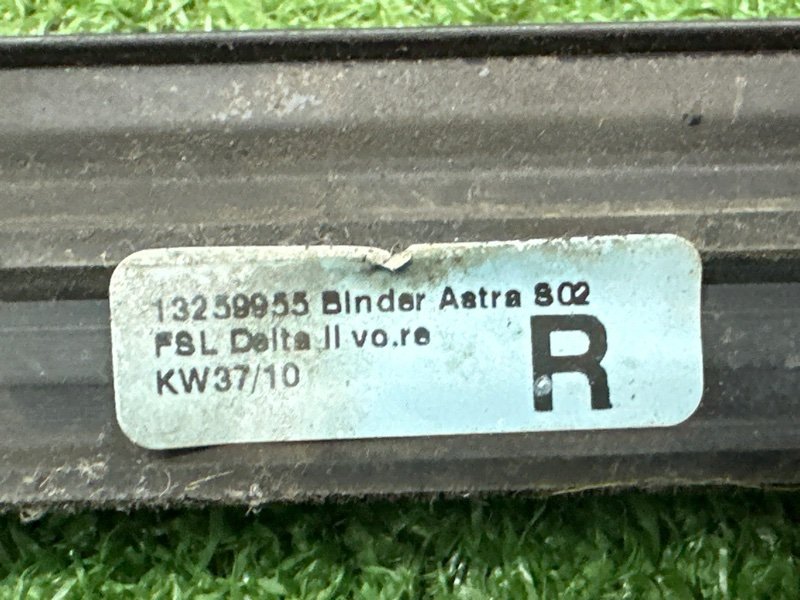 13259955 Binder Astra S02
FSL Delta II vo.re
KW37/10
R